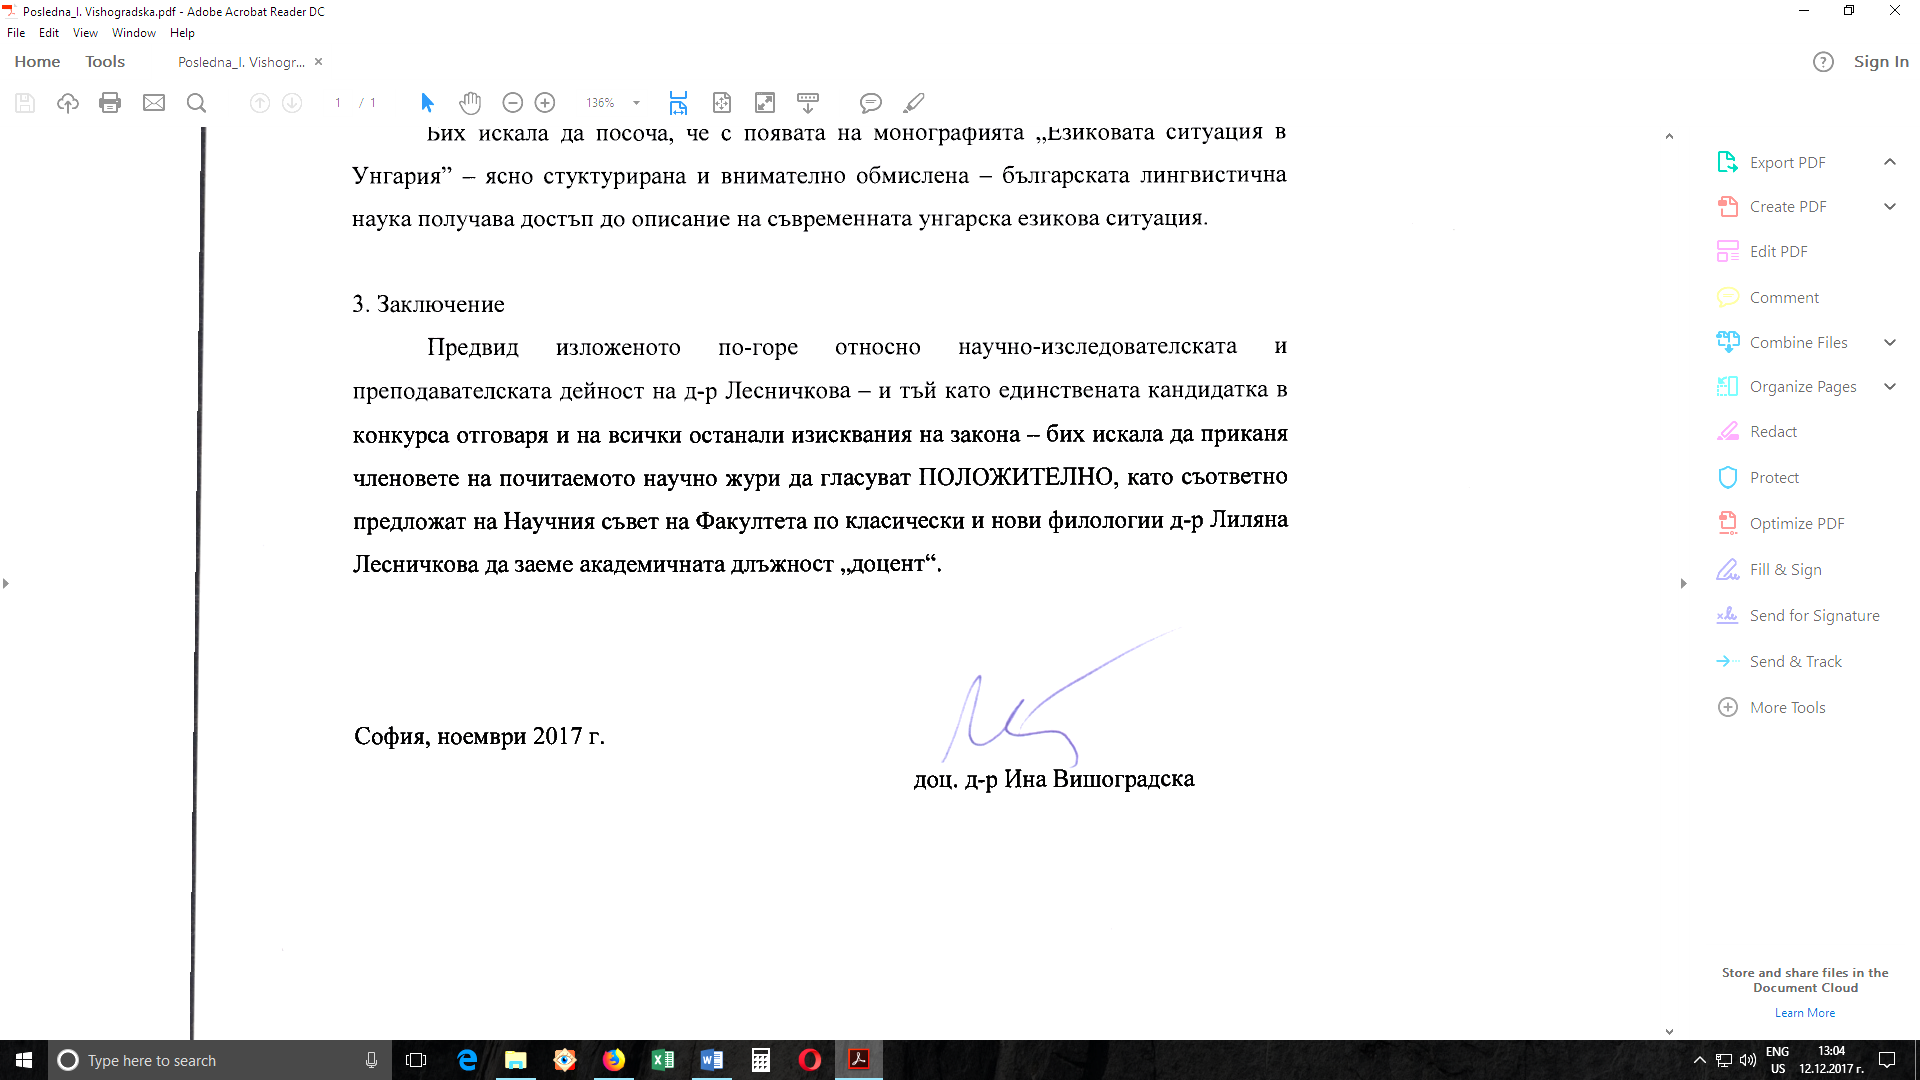 Posledna_I. Vishogradska.pdf - Adobe Acrobat Reader DC
File Edit View Window Help
Home Tools Posledna_I. Vishogr... × ? Sign In
1 / 1 136%
Бих искала да посоча, че с появата на монографията „Езиковата ситуация в
Унгария” – ясно стуктурирана и внимателно обмислена – българската лингвистична
наука получава достъп до описание на съвременната унгарска езикова ситуация.
3. Заключение
Предвид изложеното по-горе относно научно-изследователската и
преподавателската дейност на д-р Лесничкова – и тъй като единствената кандидатка в
конкурса отговаря и на всички останали изисквания на закона – бих искала да приканя
членовете на почитаемото научно жури да гласуват ПОЛОЖИТЕЛНО, като съответно
предложат на Научния съвет на Факултета по класически и нови филологии д-р Лиляна
Лесничкова да заеме академичната длъжност „доцент“.
София, ноември 2017 г.
доц. д-р Ина Вишоградска
Export PDF
Create PDF
Edit PDF
Comment
Combine Files
Organize Pages
Redact
Protect
Optimize PDF
Fill & Sign
Send for Signature
Send & Track
More Tools
Store and share files in the
Document Cloud
Learn More
Type here to search
ENG
US
13:04
12.12.2017 г.